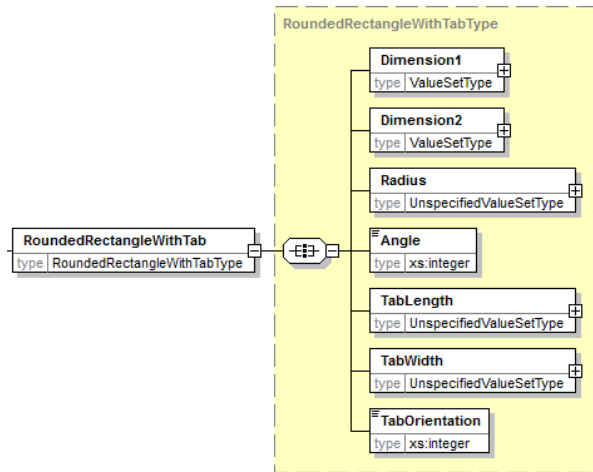 RoundedRectangleWithTabType
Dimension1
type ValueSetType
Dimension2
type ValueSetType
Radius
type UnspecifiedValueSetType
RoundedRectangleWithTab
type RoundedRectangleWithTabType
Angle
type xs:integer
TabLength
type UnspecifiedValueSetType
TabWidth
type UnspecifiedValueSetType
TabOrientation
type xs:integer